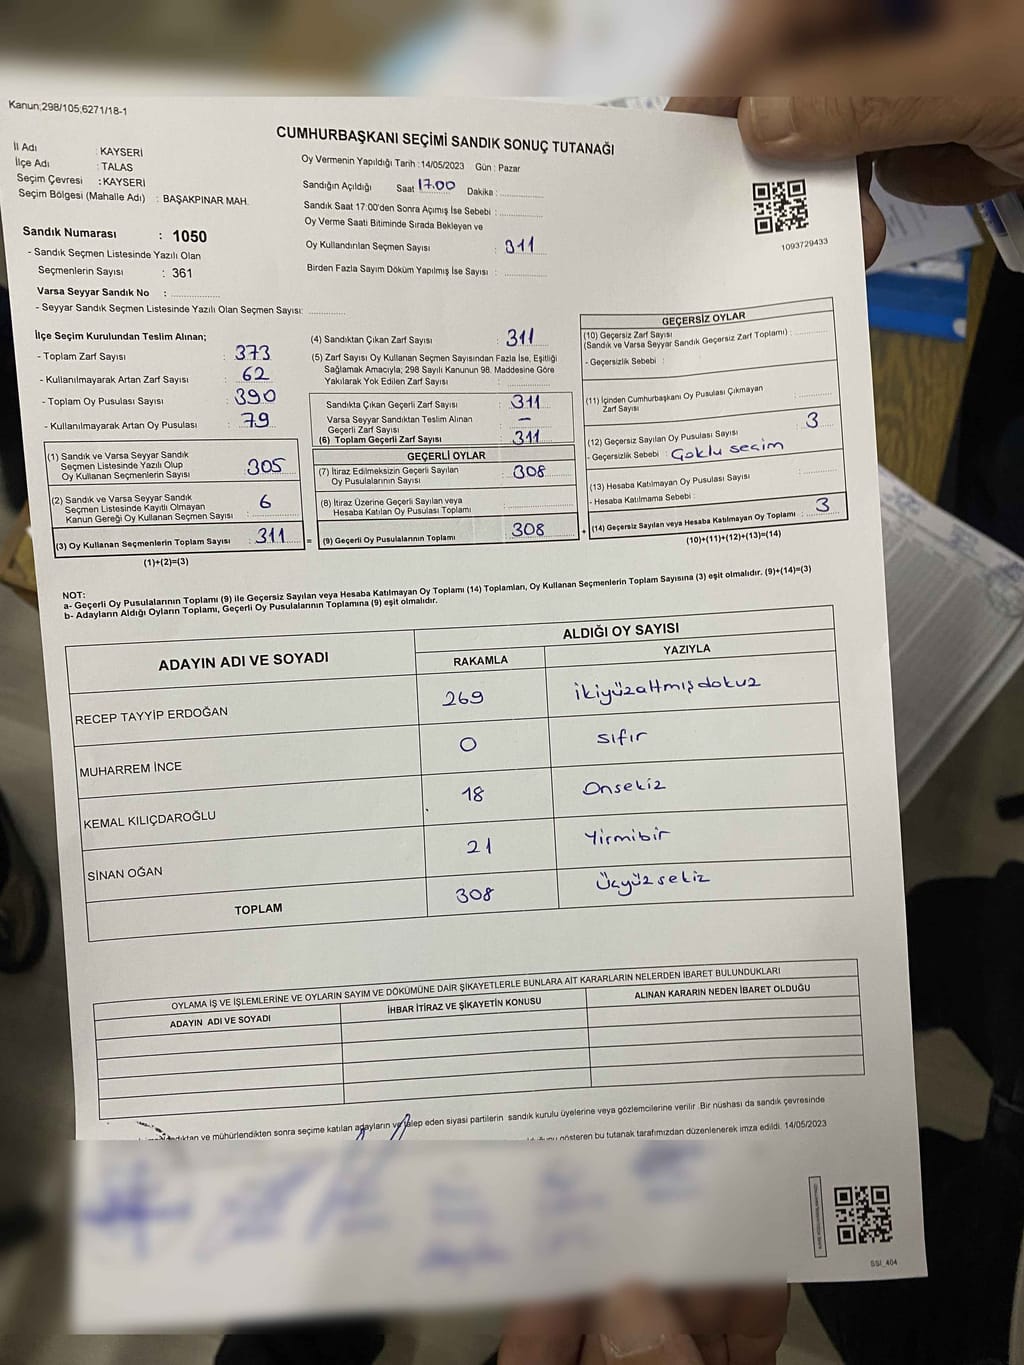 Kanun;298/105;6271/18-1
CUMHURBAŞKANI SEÇİMİ SANDIK SONUÇ TUTANAĞI
İl Adı : KAYSERİ
İlçe Adı : TALAS
Seçim Çevresi : KAYSERİ
Seçim Bölgesi (Mahalle Adı) : BAŞAKPINAR MAH.
Sandık Numarası : 1050
- Sandık Seçmen Listesinde Yazılı Olan
Seçmenlerin Sayısı : 361
Varsa Seyyar Sandık No :
- Seyyar Sandık Seçmen Listesinde Yazılı Olan Seçmen Sayısı:
Oy Vermenin Yapıldığı Tarih : 14/05/2023 Gün : Pazar
Sandığın Açıldığı Saat 17.00 Dakika :
Sandık Saat 17:00'den Sonra Açımış İse Sebebi :
Oy Verme Saati Bitiminde Sırada Bekleyen ve
Oy Kullandırılan Seçmen Sayısı : 311
Birden Fazla Sayım Döküm Yapılmış İse Sayısı :
1093729433
İlçe Seçim Kurulundan Teslim Alınan;
- Toplam Zarf Sayısı : 373
- Kullanılmayarak Artan Zarf Sayısı : 62
- Toplam Oy Pusulası Sayısı : 390
- Kullanılmayarak Artan Oy Pusulası : 79
(1) Sandık ve Varsa Seyyar Sandık
Seçmen Listesinde Yazılı Olup
Oy Kullanan Seçmenlerin Sayısı : 305
(2) Sandık ve Varsa Seyyar Sandık
Seçmen Listesinde Kayıtlı Olmayan
Kanun Gereği Oy Kullanan Seçmen Sayısı : 6
(3) Oy Kullanan Seçmenlerin Toplam Sayısı : 311
(1)+(2)=(3)
(4) Sandıktan Çıkan Zarf Sayısı : 311
(5) Zarf Sayısı Oy Kullanan Seçmen Sayısından Fazla İse, Eşitliği
Sağlamak Amacıyla; 298 Sayılı Kanunun 98. Maddesine Göre
Yakılarak Yok Edilen Zarf Sayısı :
Sandıkta Çıkan Geçerli Zarf Sayısı : 311
Varsa Seyyar Sandıktan Teslim Alınan
Geçerli Zarf Sayısı : –
(6) Toplam Geçerli Zarf Sayısı : 311
GEÇERLİ OYLAR
(7) İtiraz Edilmeksizin Geçerli Sayılan
Oy Pusulalarının Sayısı : 308
(8) İtiraz Üzerine Geçerli Sayılan veya
Hesaba Katılan Oy Pusulası Toplamı :
= (9) Geçerli Oy Pusulalarının Toplamı : 308
GEÇERSİZ OYLAR
(10) Geçersiz Zarf Sayısı
(Sandık ve Varsa Seyyar Sandık Geçersiz Zarf Toplamı) :
- Geçersizlik Sebebi :
(11) İçinden Cumhurbaşkanı Oy Pusulası Çıkmayan
Zarf Sayısı :
(12) Geçersiz Sayılan Oy Pusulası Sayısı : 3
- Geçersizlik Sebebi : Çoklu seçim
(13) Hesaba Katılmayan Oy Pusulası Sayısı :
- Hesaba Katılmama Sebebi :
+ (14) Geçersiz Sayılan veya Hesaba Katılmayan Oy Toplamı : 3
(10)+(11)+(12)+(13)=(14)
NOT:
a- Geçerli Oy Pusulalarının Toplamı (9) ile Geçersiz Sayılan veya Hesaba Katılmayan Oy Toplamı (14) Toplamları, Oy Kullanan Seçmenlerin Toplam Sayısına (3) eşit olmalıdır. (9)+(14)=(3)
b- Adayların Aldığı Oyların Toplamı, Geçerli Oy Pusulalarının Toplamına (9) eşit olmalıdır.
ADAYIN ADI VE SOYADI
ALDIĞI OY SAYISI
RAKAMLA YAZIYLA
RECEP TAYYİP ERDOĞAN 269 ikiyüzaltmışdokuz
MUHARREM İNCE 0 sıfır
KEMAL KILIÇDAROĞLU 18 Onsekiz
SİNAN OĞAN 21 Yirmibir
TOPLAM 308 Üçyüzsekiz
OYLAMA İŞ VE İŞLEMLERİNE VE OYLARIN SAYIM VE DÖKÜMÜNE DAİR ŞİKAYETLERLE BUNLARA AİT KARARLARIN NELERDEN İBARET BULUNDUKLARI
ADAYIN ADI VE SOYADI İHBAR İTİRAZ VE ŞİKAYETİN KONUSU ALINAN KARARIN NEDEN İBARET OLDUĞU
ve mühürlendikten sonra seçime katılan adayların ve talep eden siyasi partilerin sandık kurulu üyelerine veya gözlemcilerine verilir .Bir nüshası da sandık çevresinde
gösteren bu tutanak tarafımızdan düzenlenerek imza edildi. 14/05/2023
SSI_404